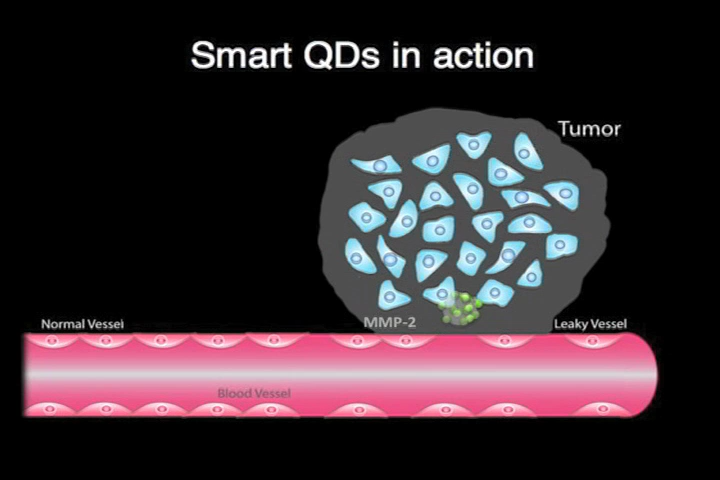 Smart QDs in action
Tumor
MMP-2
Normal Vessel
Leaky Vessel
Blood Vessel